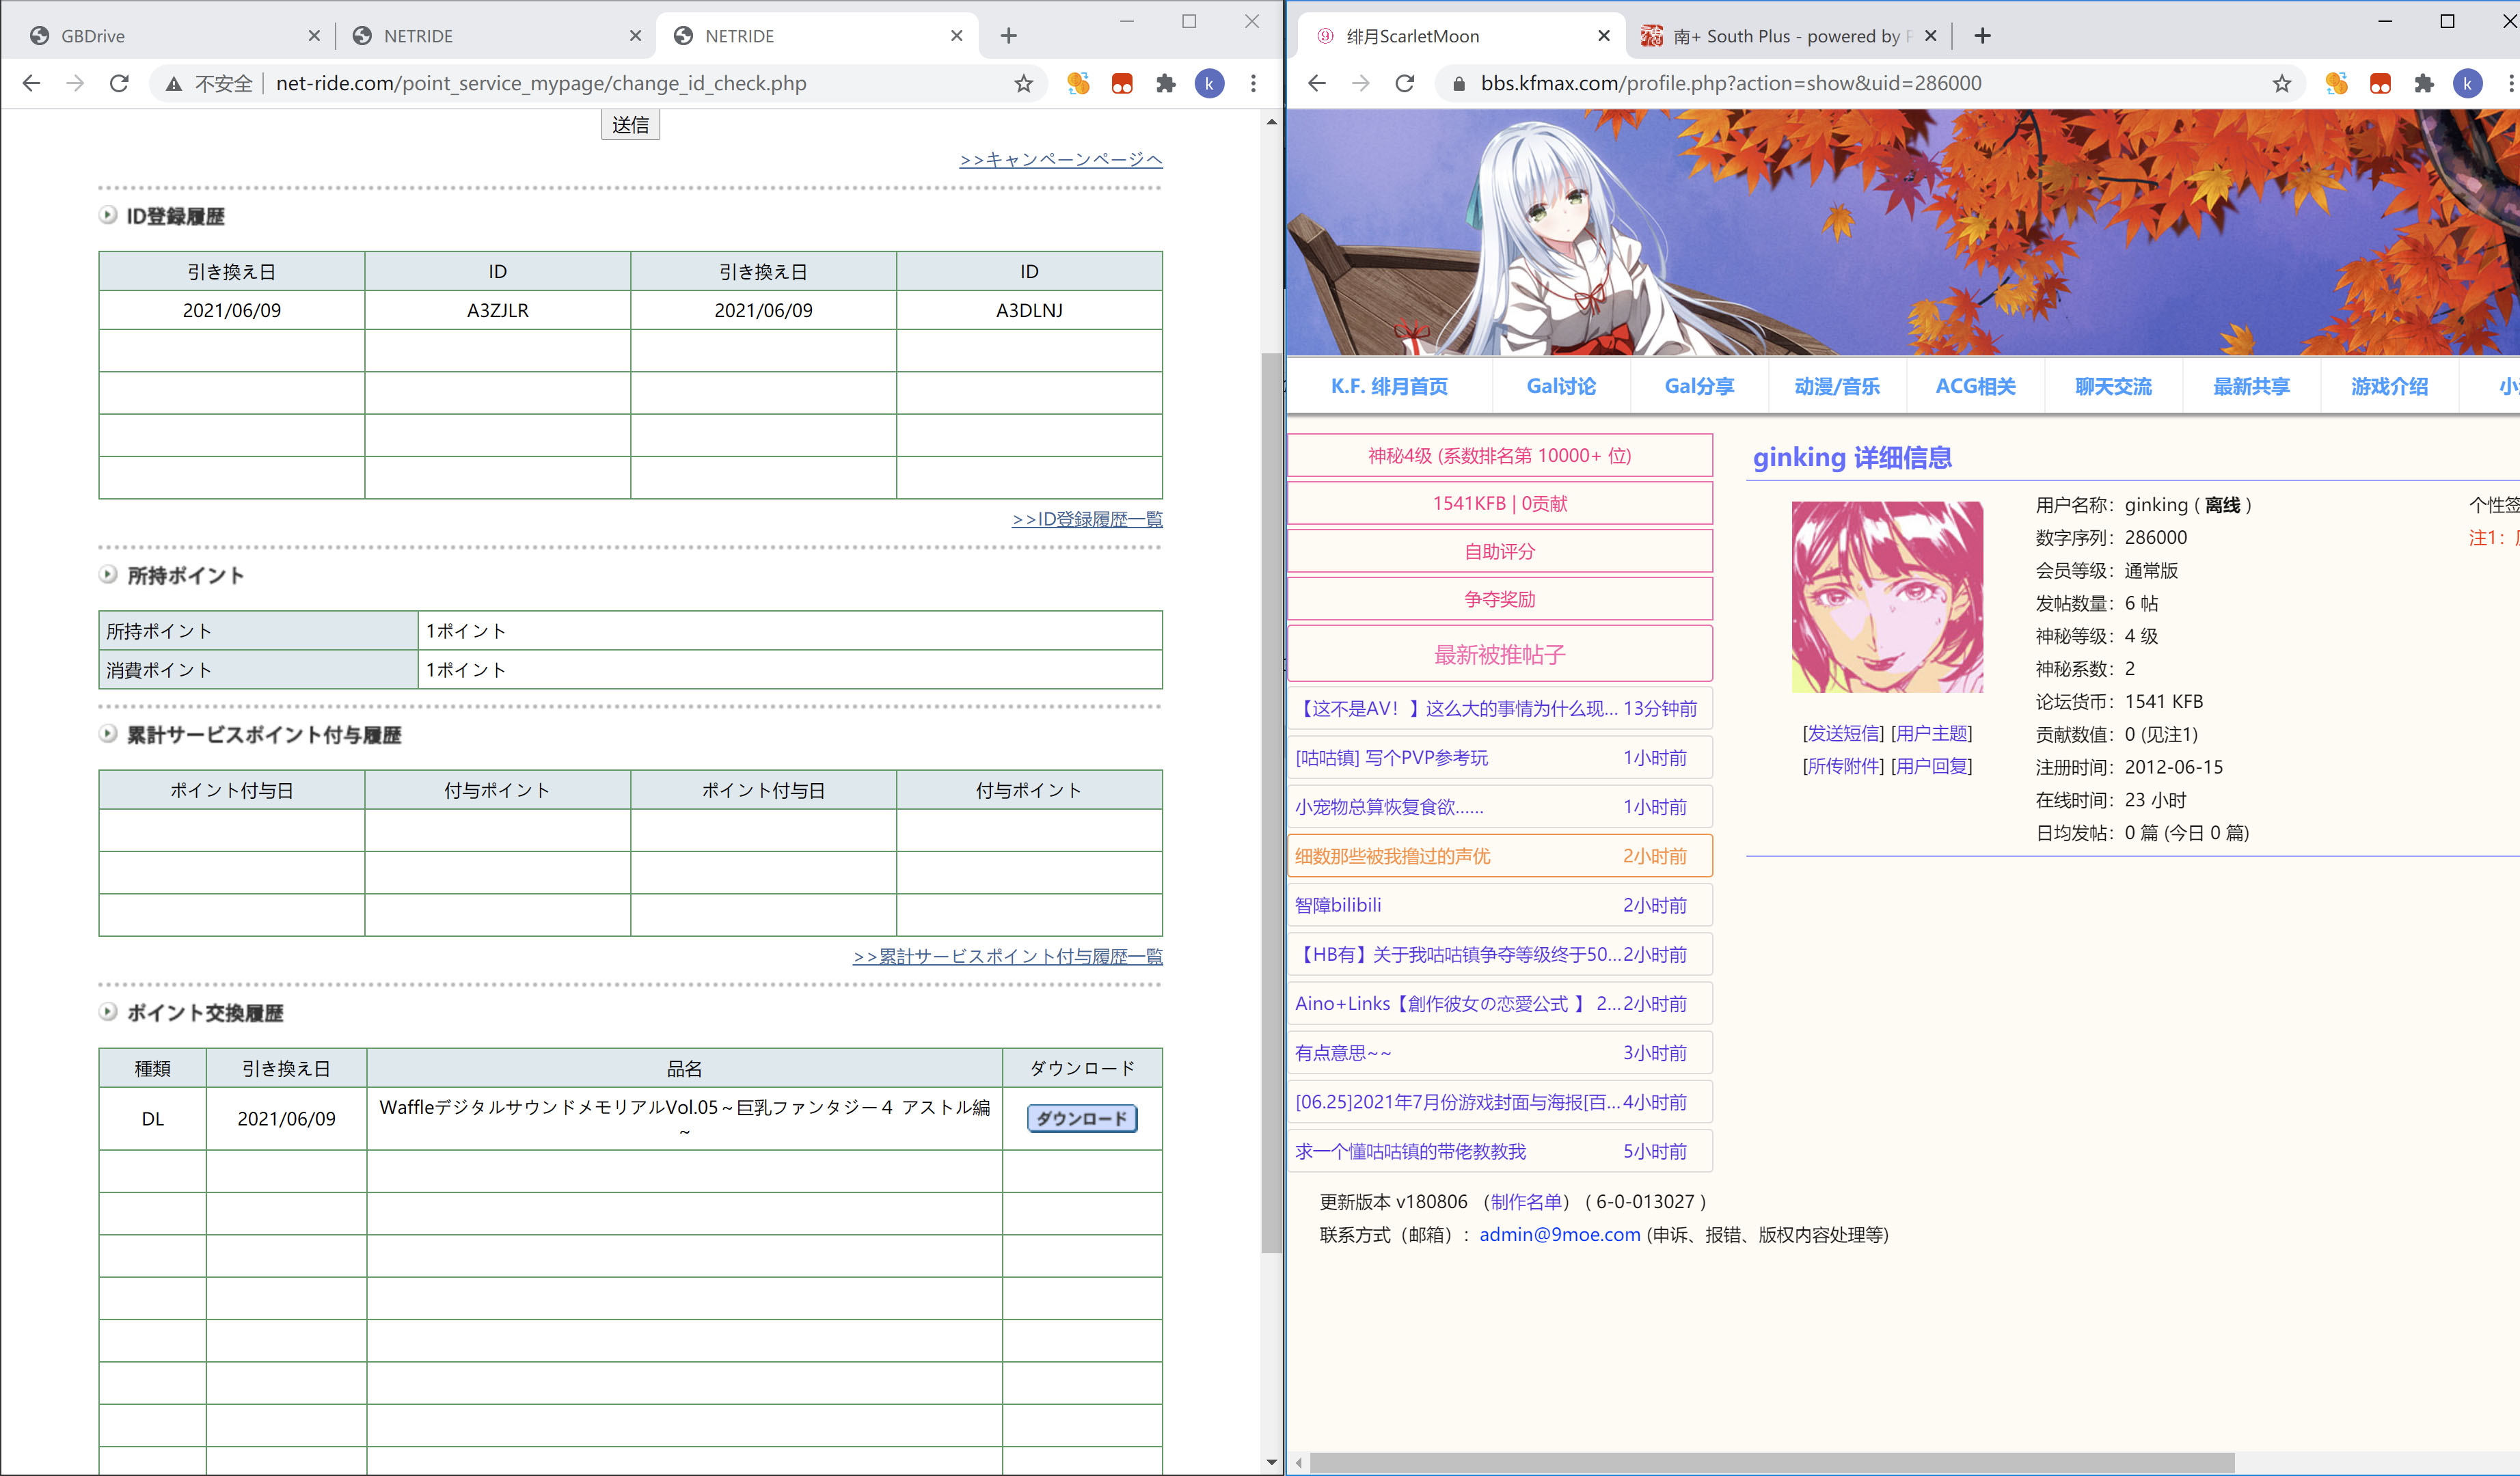 GBDrive
NETRIDE
NETRIDE
不安全
net-ride.com/point_service_mypage/change_id_check.php
k
送信
>>キャンペーンページへ
ID登録履歴
引き換え日 ID 引き換え日 ID
2021/06/09 A3ZJLR 2021/06/09 A3DLNJ
>>ID登録履歴一覧
所持ポイント
所持ポイント 1ポイント
消費ポイント 1ポイント
累計サービスポイント付与履歴
ポイント付与日 付与ポイント ポイント付与日 付与ポイント
>>累計サービスポイント付与履歴一覧
ポイント交換履歴
種類 引き換え日 品名 ダウンロード
DL 2021/06/09 WaffleデジタルサウンドメモリアルVol.05～巨乳ファンタジー４ アストル編
～
ダウンロード
绯月ScarletMoon
南+ South Plus - powered by P
bbs.kfmax.com/profile.php?action=show&uid=286000
k
K.F. 绯月首页 Gal讨论 Gal分享 动漫/音乐 ACG相关 聊天交流 最新共享 游戏介绍 小
神秘4级 (系数排名第 10000+ 位)
1541KFB | 0贡献
自助评分
争夺奖励
最新被推帖子
【这不是AV！】这么大的事情为什么现... 13分钟前
[咕咕镇] 写个PVP参考玩 1小时前
小宠物总算恢复食欲…… 1小时前
细数那些被我撸过的声优 2小时前
智障bilibili 2小时前
【HB有】关于我咕咕镇争夺等级终于50... 2小时前
Aino+Links【創作彼女の恋愛公式 】 2... 2小时前
有点意思~~ 3小时前
[06.25]2021年7月份游戏封面与海报[百... 4小时前
求一个懂咕咕镇的带佬教教我 5小时前
更新版本 v180806 （制作名单） ( 6-0-013027 )
联系方式（邮箱）: admin@9moe.com (申诉、报错、版权内容处理等)
ginking 详细信息
[发送短信] [用户主题]
[所传附件] [用户回复]
用户名称：ginking ( 离线 )
数字序列：286000
会员等级：通常版
发帖数量：6 帖
神秘等级：4 级
神秘系数：2
论坛货币：1541 KFB
贡献数值：0 (见注1)
注册时间：2012-06-15
在线时间：23 小时
日均发帖：0 篇 (今日 0 篇)
个性签
注1：